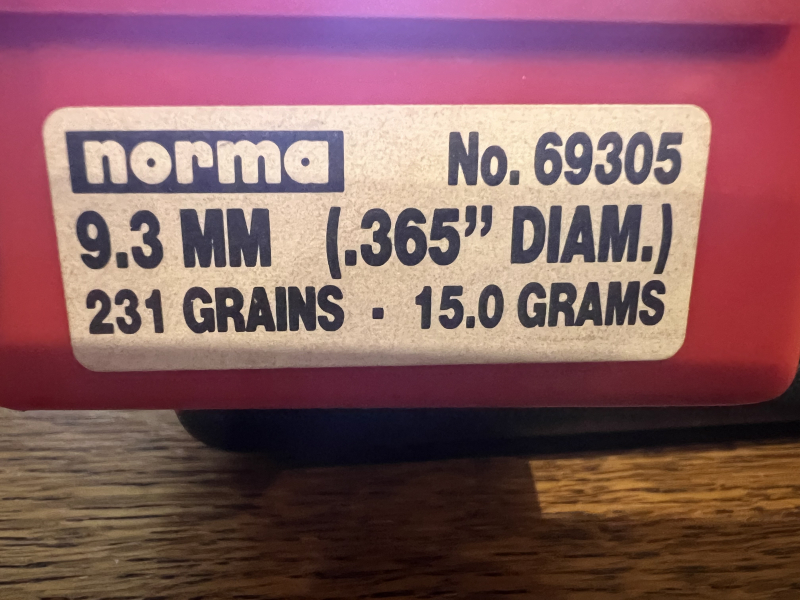 norma No. 69305
9.3 MM (.365” DIAM.)
231 GRAINS · 15.0 GRAMS